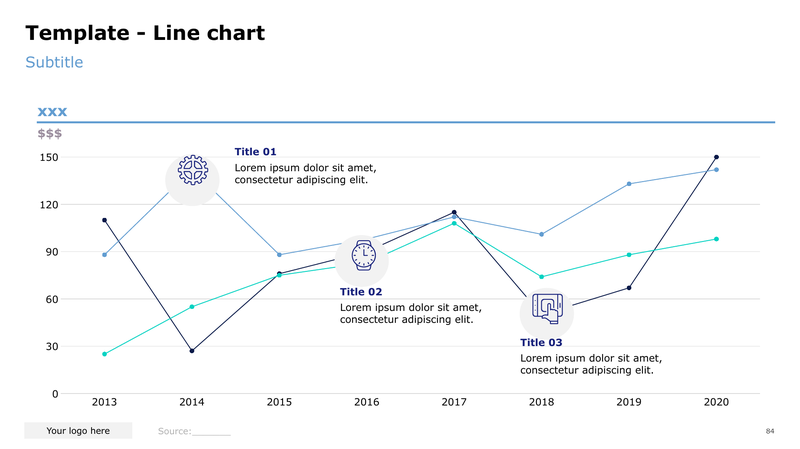 Template - Line chart
Subtitle
xxx
$$$
Title 01
Lorem ipsum dolor sit amet,
consectetur adipiscing elit.
150
120
90
60
30
0
Title 02
Lorem ipsum dolor sit amet,
consectetur adipiscing elit.
Title 03
Lorem ipsum dolor sit amet,
consectetur adipiscing elit.
2013 2014 2015 2016 2017 2018 2019 2020
Your logo here
Source:_______
84